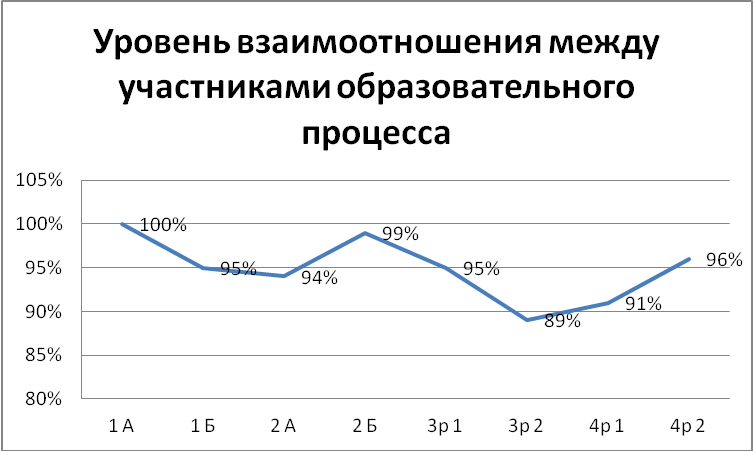 Уровень взаимоотношения между
участниками образовательного
процесса
105%
100%
95%
90%
85%
80%
100%
95%
94%
99%
95%
89%
91%
96%
1 А
1 Б
2 А
2 Б
3р 1
3р 2
4р 1
4р 2